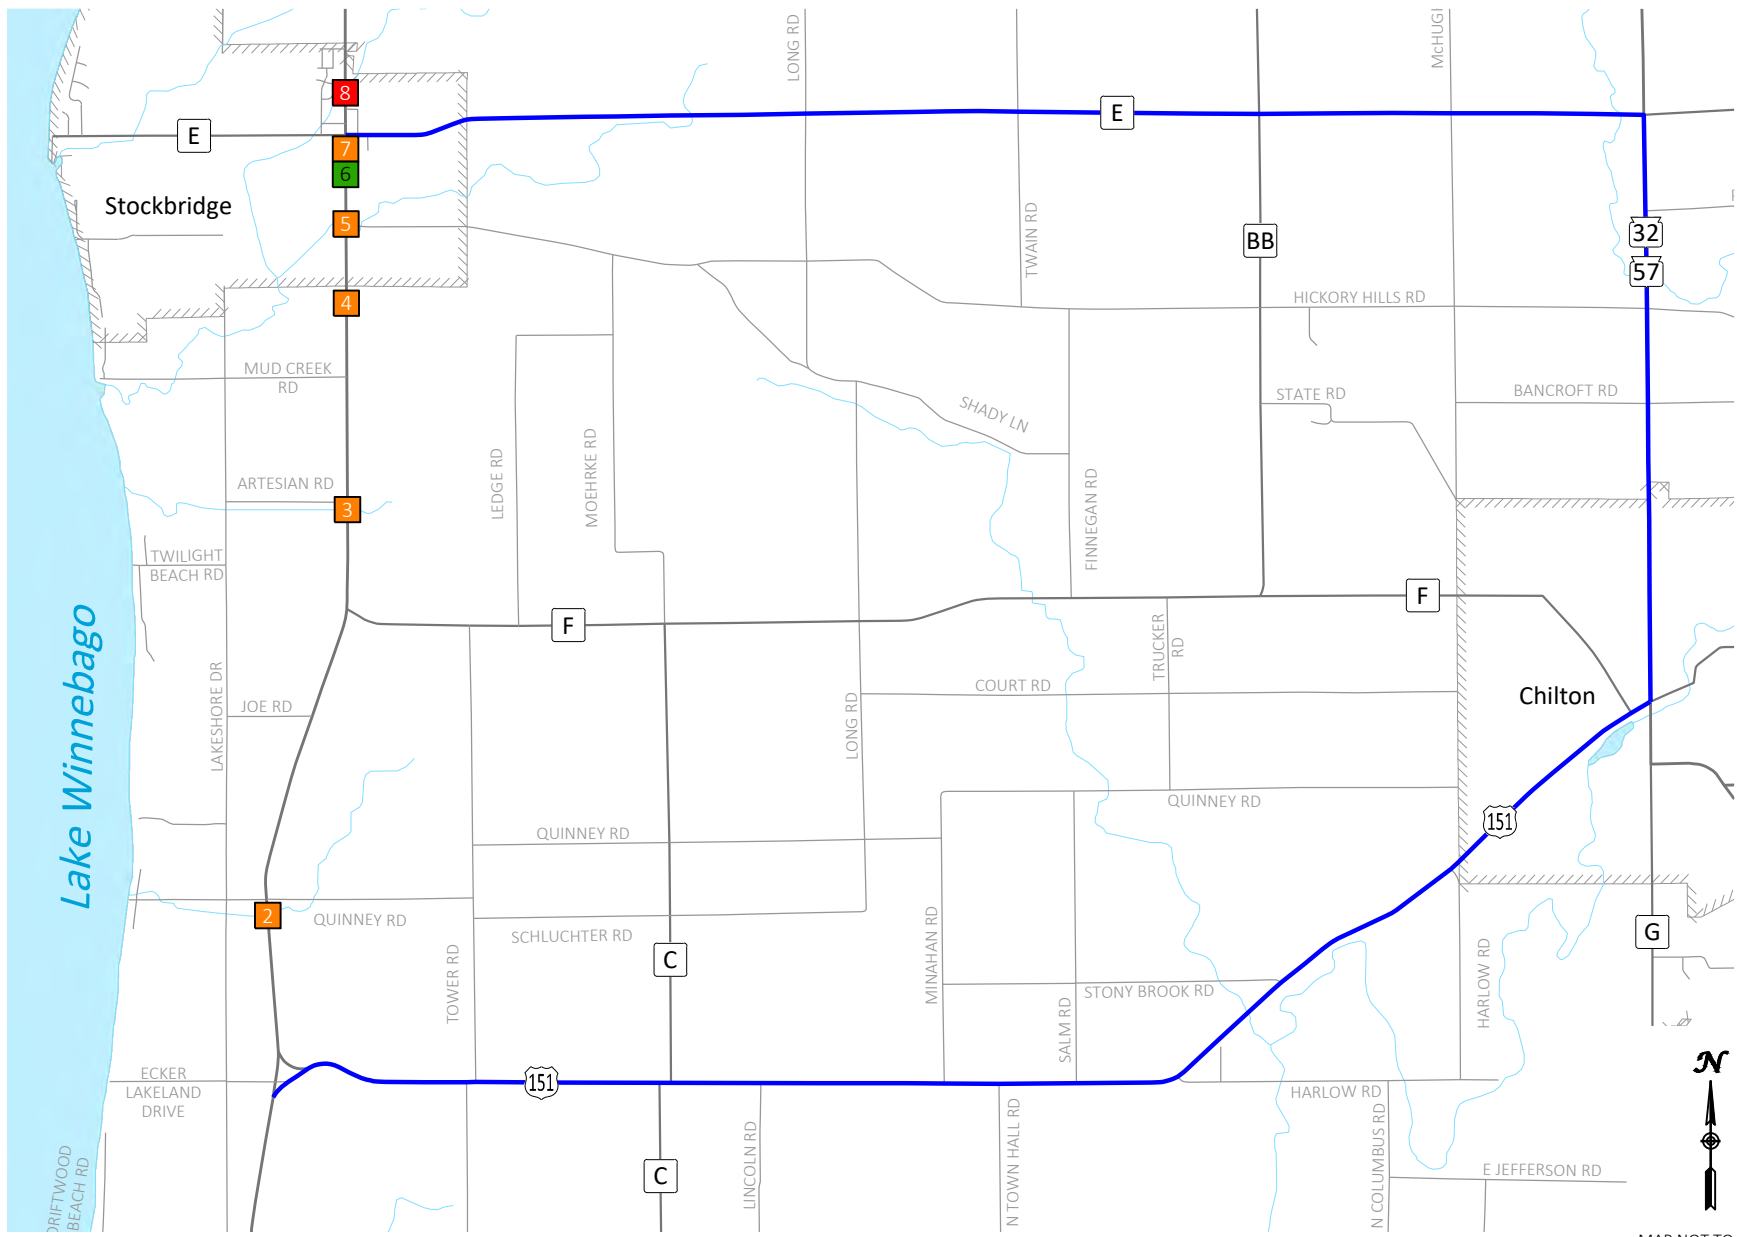 LONG RD
McHUGH
8
E
E
7
6
Stockbridge
5
TWAIN RD
BB
32
57
4
HICKORY HILLS RD
MUD CREEK
RD
STATE RD
BANCROFT RD
SHADY LN
ARTESIAN RD
3
LEDGE RD
MOEHRKE RD
FINNEGAN RD
TWILIGHT
BEACH RD
F
F
TRUCKER
RD
Lake Winnebago
LAKESHORE DR
JOE RD
COURT RD
LONG RD
Chilton
QUINNEY RD
151
QUINNEY RD
2
QUINNEY RD
SCHLUCHTER RD
G
C
TOWER RD
MINAHAN RD
STONY BROOK RD
SALM RD
HARLOW RD
N
ECKER
LAKELAND
DRIVE
151
HARLOW RD
DRIFTWOOD
BEACH RD
C
LINCOLN RD
N TOWN HALL RD
N COLUMBUS RD
E JEFFERSON RD